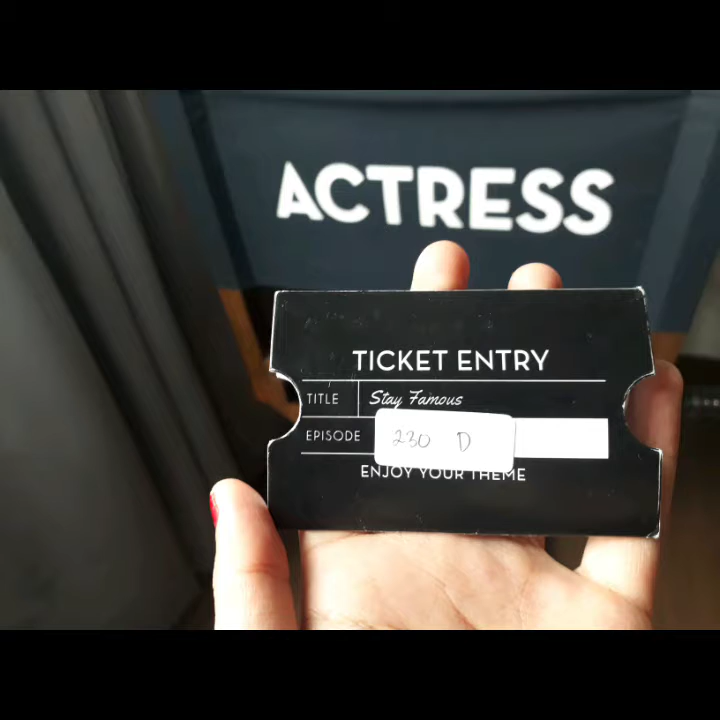 ACTRESS
TICKET ENTRY
TITLE Stay Famous
EPISODE 230 D
ENJOY YOUR THEME